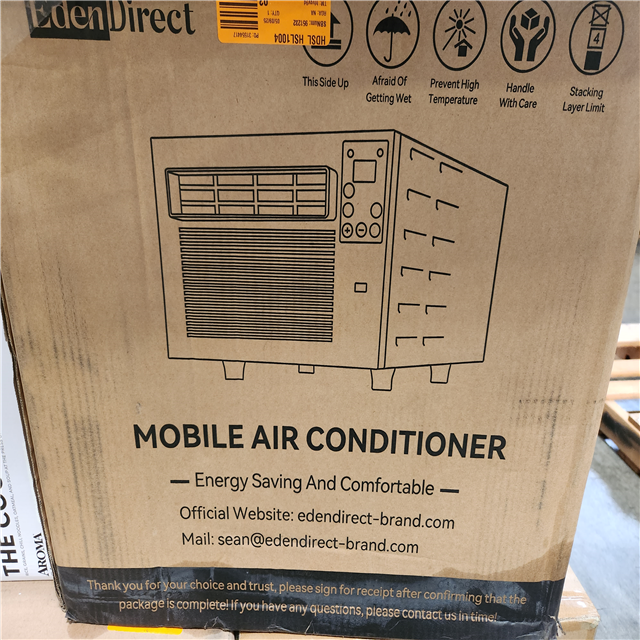 EdenDirect
HDSL HSL1004
This Side Up
Afraid Of
Getting Wet
Prevent High
Temperature
Handle
With Care
4
Stacking
Layer Limit
MOBILE AIR CONDITIONER
— Energy Saving And Comfortable —
Official Website: edendirect-brand.com
Mail: sean@edendirect-brand.com
Thank you for your choice and trust, please sign for receipt after confirming that the
package is complete! If you have any questions, please contact us in time!
THE
AROMA